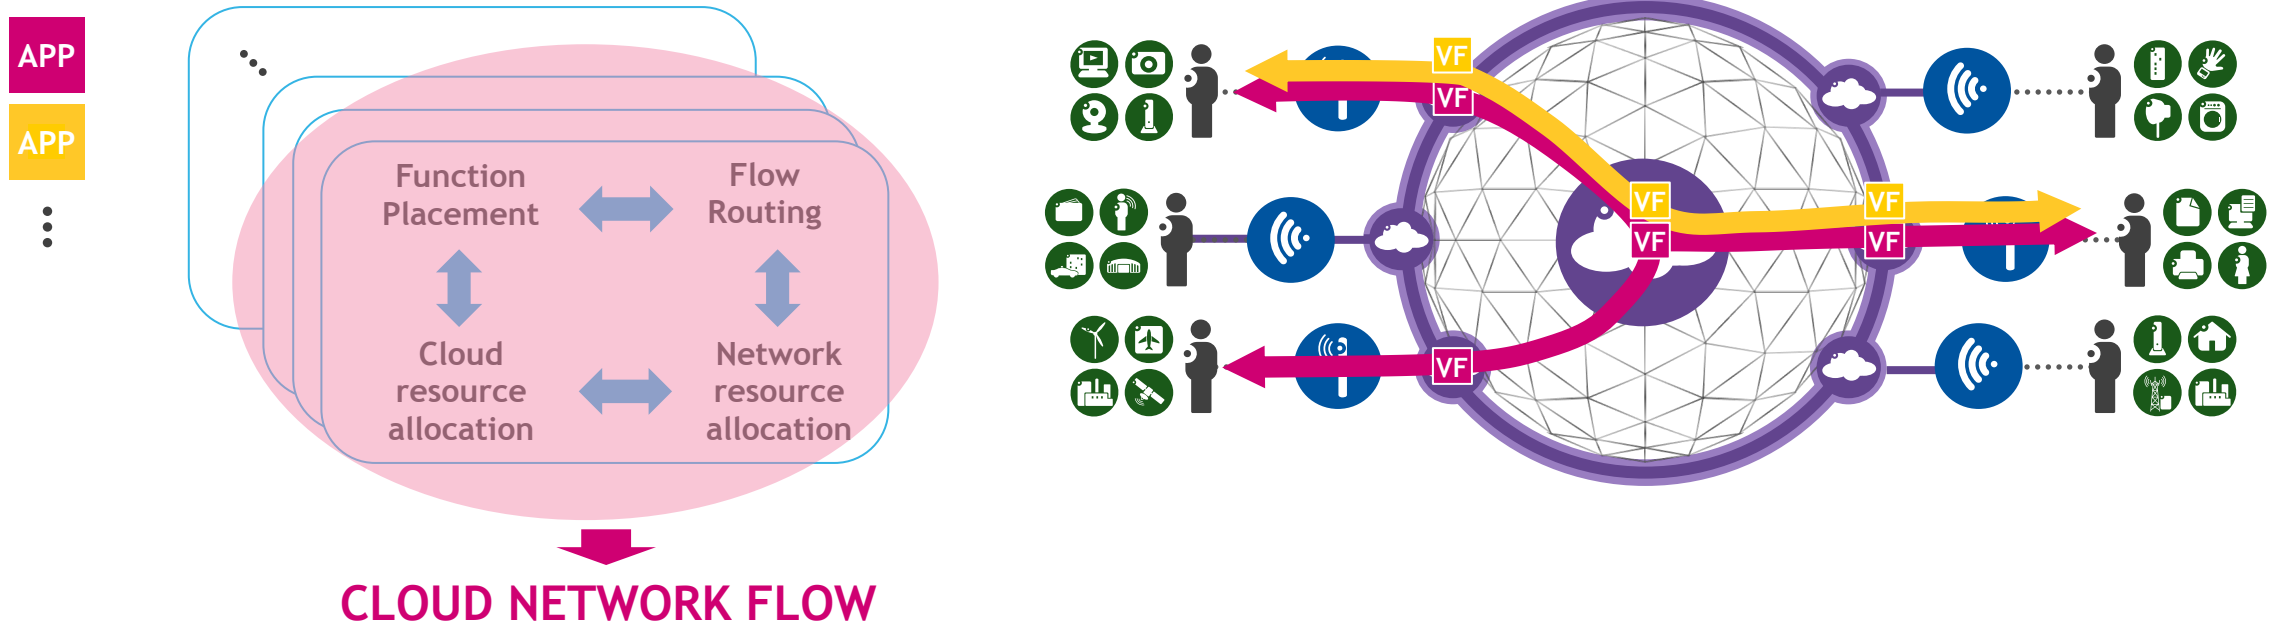 APP
APP
Function
Placement
Flow
Routing
Cloud
resource
allocation
Network
resource
allocation
CLOUD NETWORK FLOW
VF
VF
VF
VF
VF
VF
VF